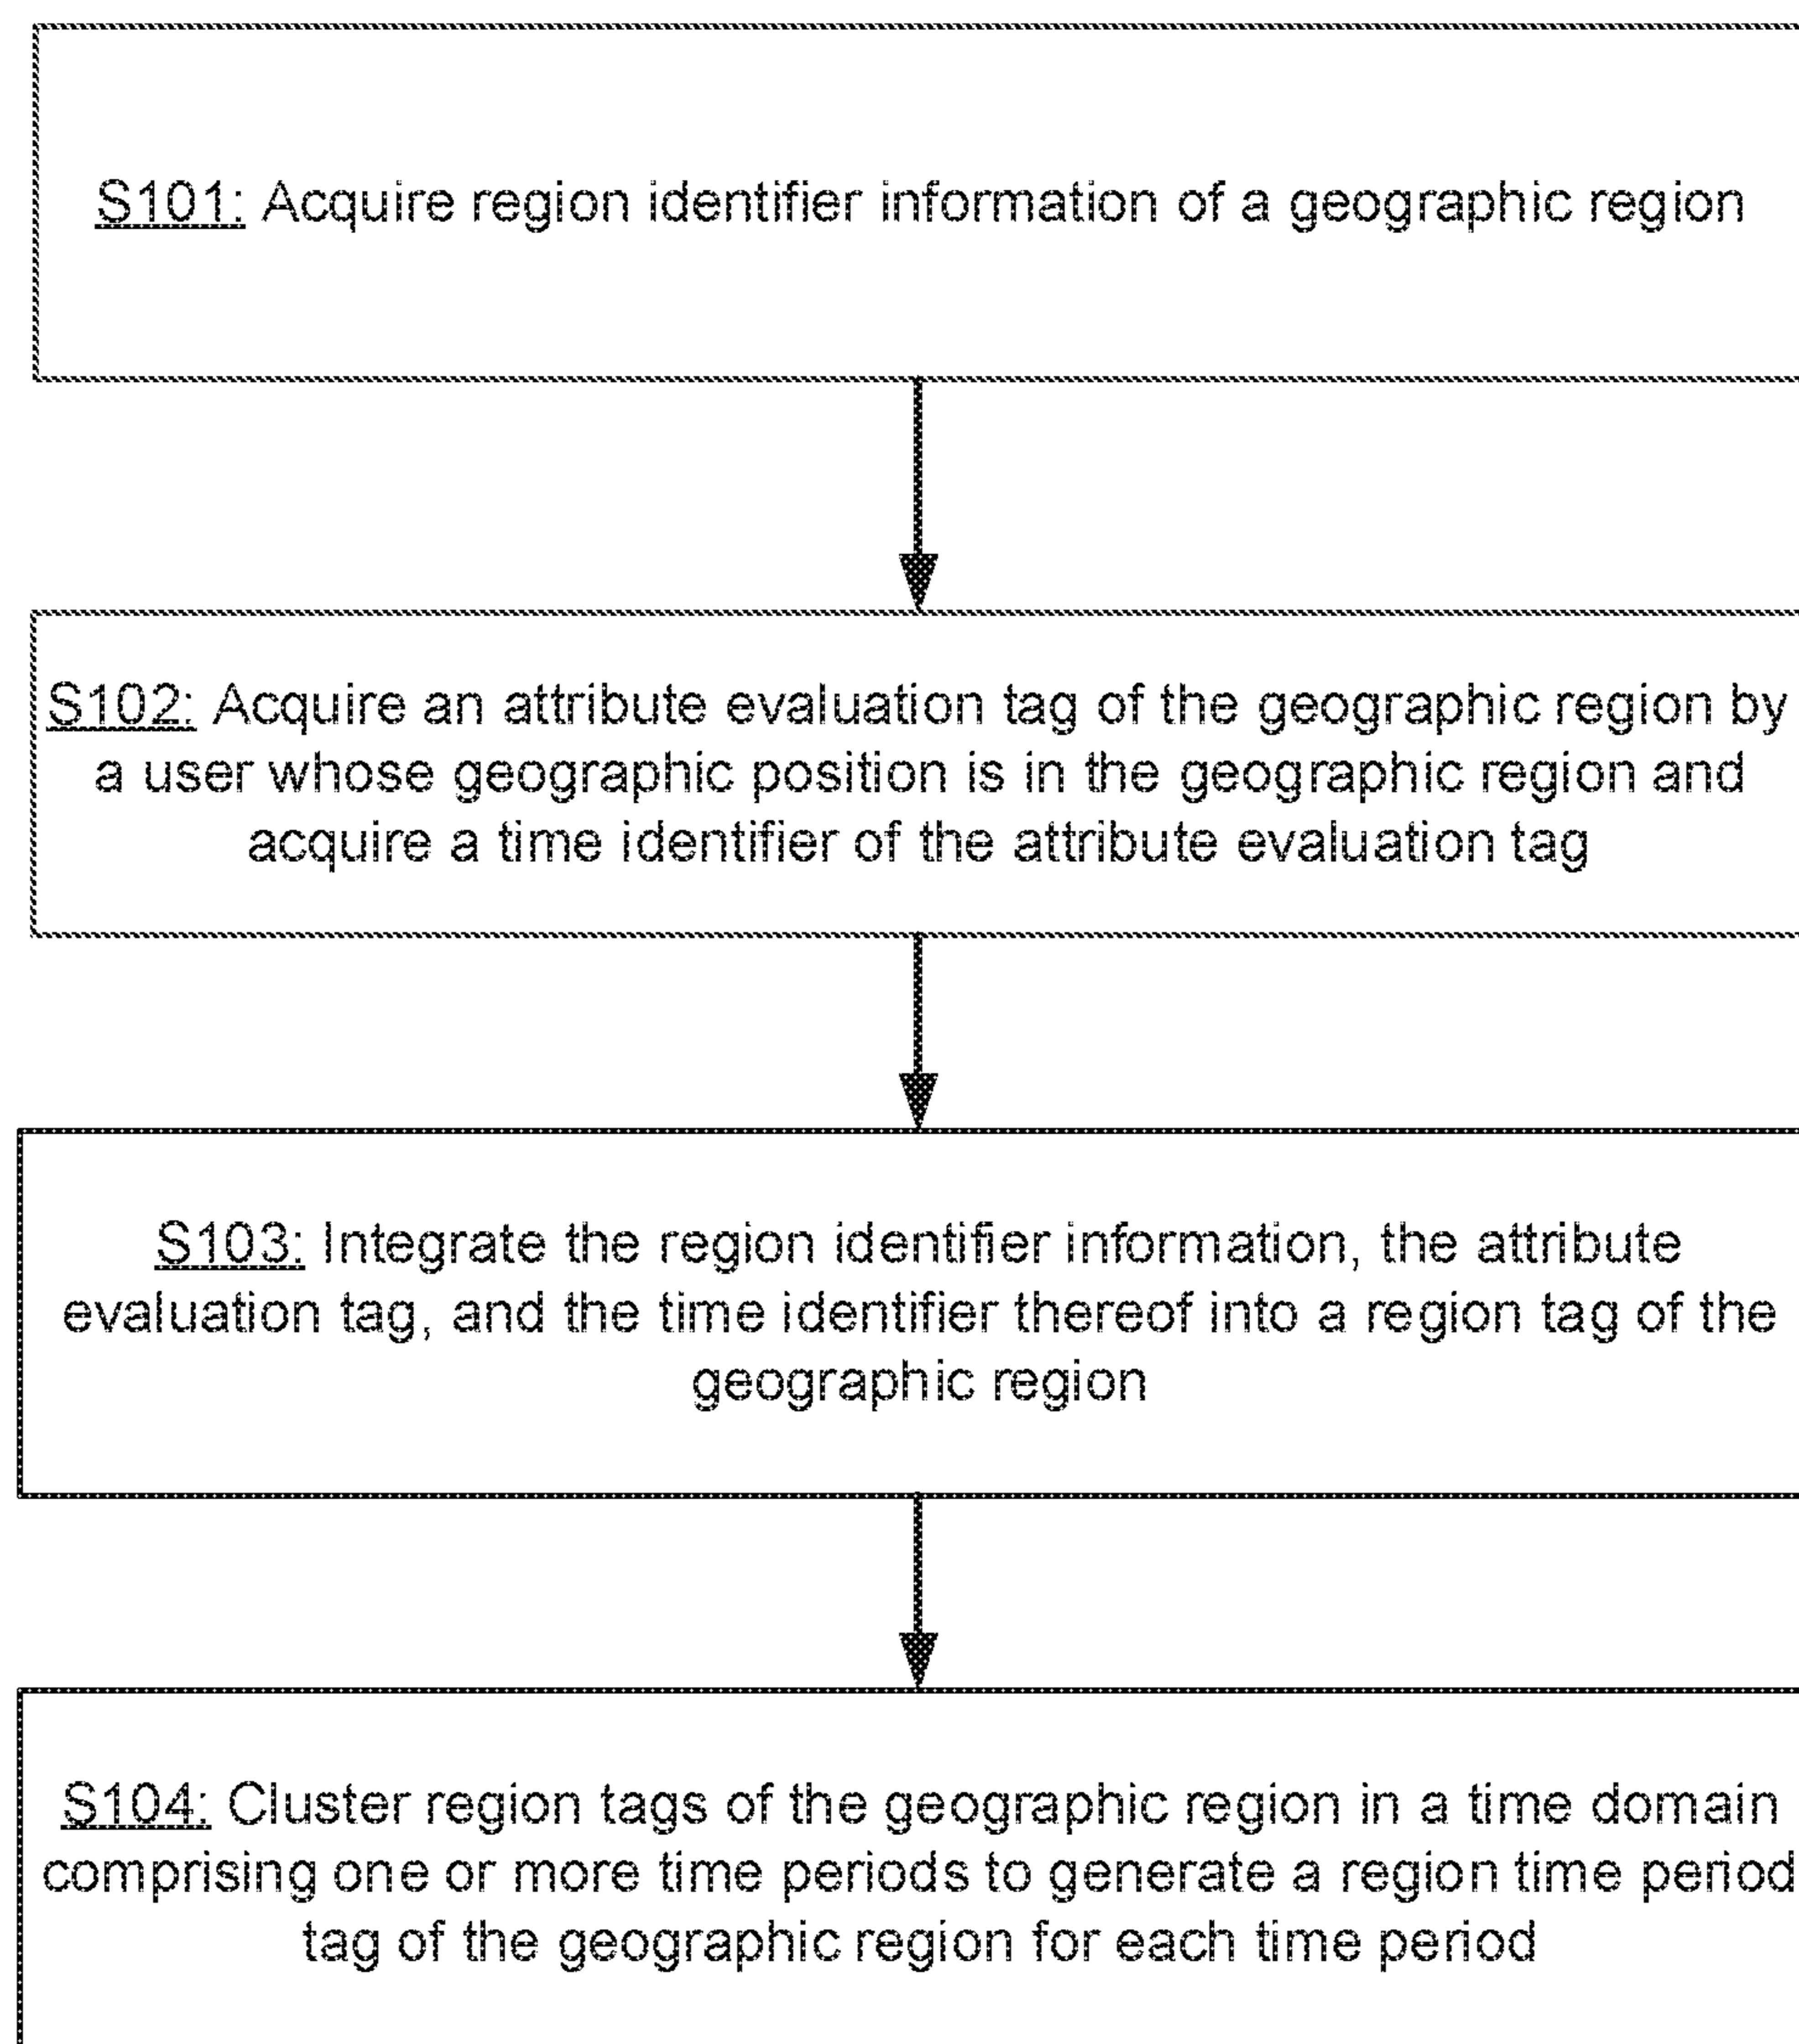 S101: Acquire region identifier information of a geographic region
S102: Acquire an attribute evaluation tag of the geographic region by
a user whose geographic position is in the geographic region and
acquire a time identifier of the attribute evaluation tag
S103: Integrate the region identifier information, the attribute
evaluation tag, and the time identifier thereof into a region tag of the
geographic region
S104: Cluster region tags of the geographic region in a time domain
comprising one or more time periods to generate a region time period
tag of the geographic region for each time period